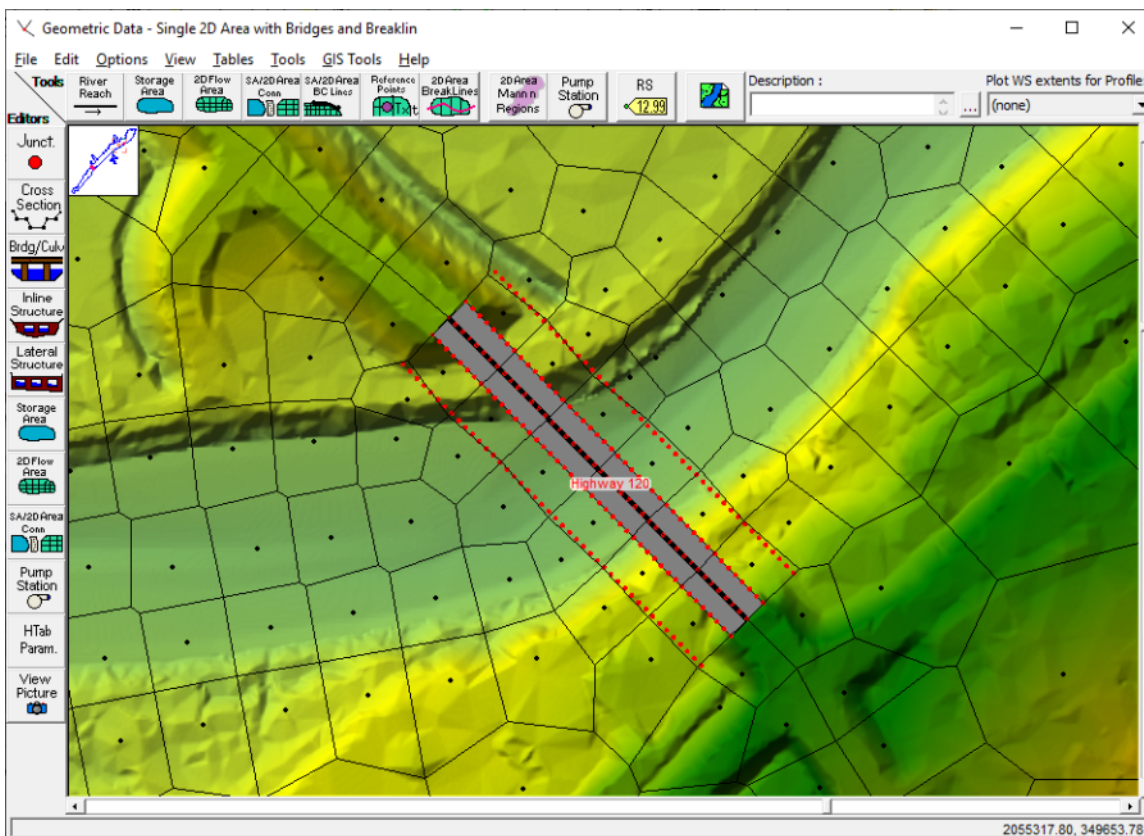 Geometric Data - Single 2D Area with Bridges and Breaklin
File Edit Options View Tables Tools GIS Tools Help
Tools
Editors
River
Reach
Storage
Area
2D Flow
Area
SA/2D Area
Conn
SA/2D Area
BC Lines
Reference
Points
2D Area
BreakLines
2D Area
Mann n
Regions
Pump
Station
RS
12.99
Description :
...
Plot WS extents for Profile:
(none)
Junct.
Cross
Section
Brdg/Culv
Inline
Structure
Lateral
Structure
Storage
Area
2D Flow
Area
SA/2D Area
Conn
Pump
Station
HTab
Param.
View
Picture
Highway 120
2055317.80, 349653.78